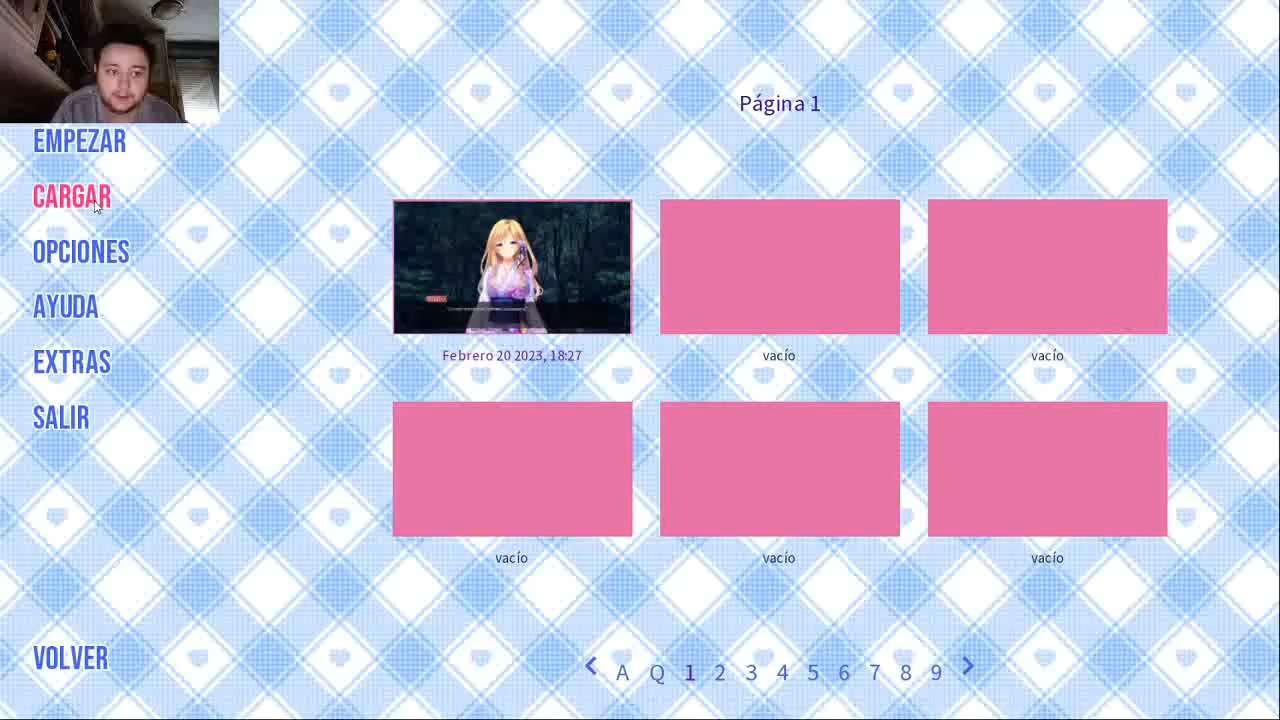 Página 1
EMPEZAR
CARGAR
OPCIONES
AYUDA
EXTRAS
SALIR
Febrero 20 2023, 18:27
vacío
vacío
vacío
vacío
vacío
VOLVER
< A Q 1 2 3 4 5 6 7 8 9 >